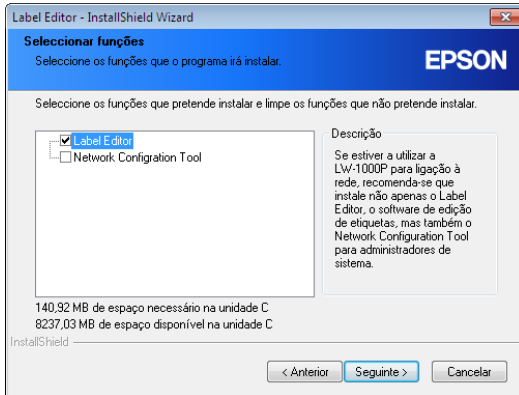 Label Editor - InstallShield Wizard
Seleccionar funções
Seleccione os funções que o programa irá instalar.
EPSON
Seleccione os funções que pretende instalar e limpe os funções que não pretende instalar.
Label Editor
Network Configration Tool
Descrição
Se estiver a utilizar a
LW-1000P para ligação à
rede, recomenda-se que
instale não apenas o Label
Editor, o software de edição
de etiquetas, mas também o
Network Configuration Tool
para administradores de
sistema.
140,92 MB de espaço necessário na unidade C
8237,03 MB de espaço disponível na unidade C
InstallShield
< Anterior
Seguinte >
Cancelar